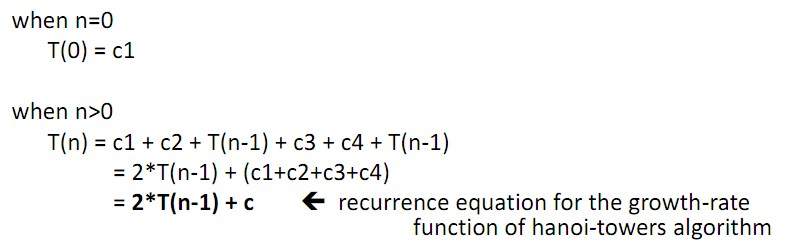 when n=0
T(0) = c1
when n>0
T(n) = c1 + c2 + T(n-1) + c3 + c4 + T(n-1)
= 2*T(n-1) + (c1+c2+c3+c4)
= 2*T(n-1) + c ← recurrence equation for the growth-rate
function of hanoi-towers algorithm